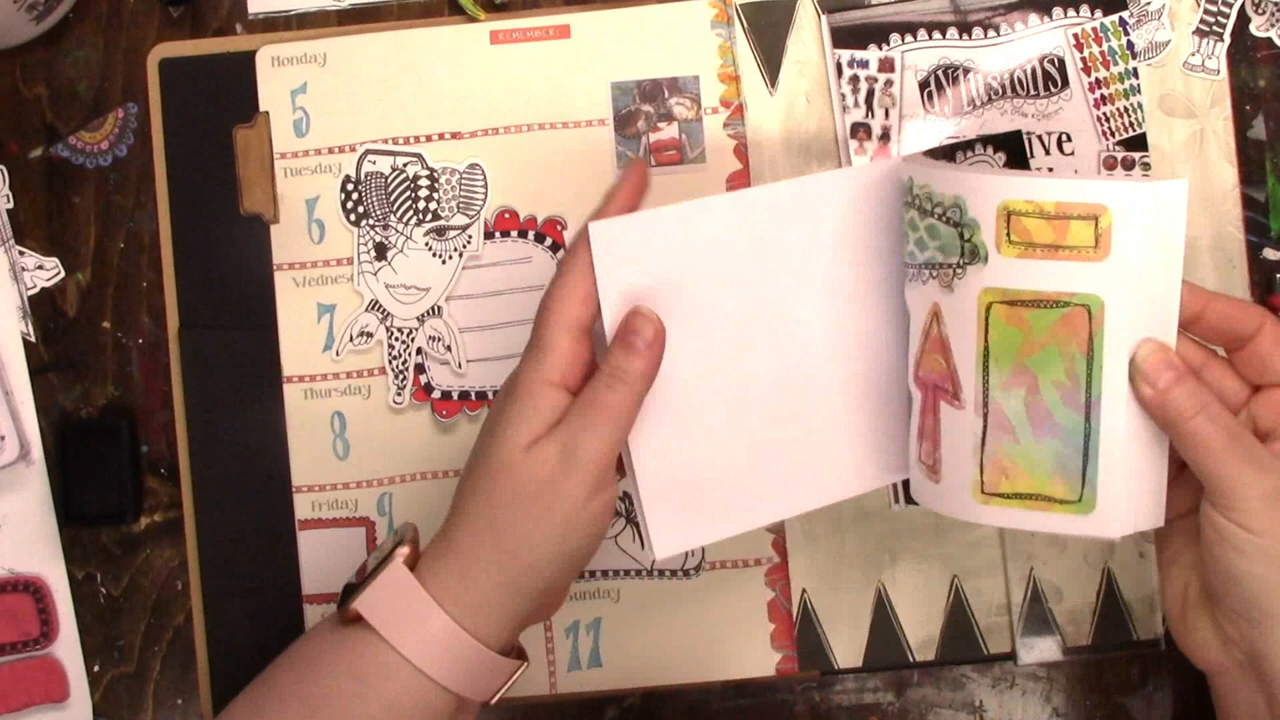 REMEMBER:
Monday
5
Tuesday
6
Wednes
7
Thursday
8
Friday
9
Sunday
11
dylusions
ive